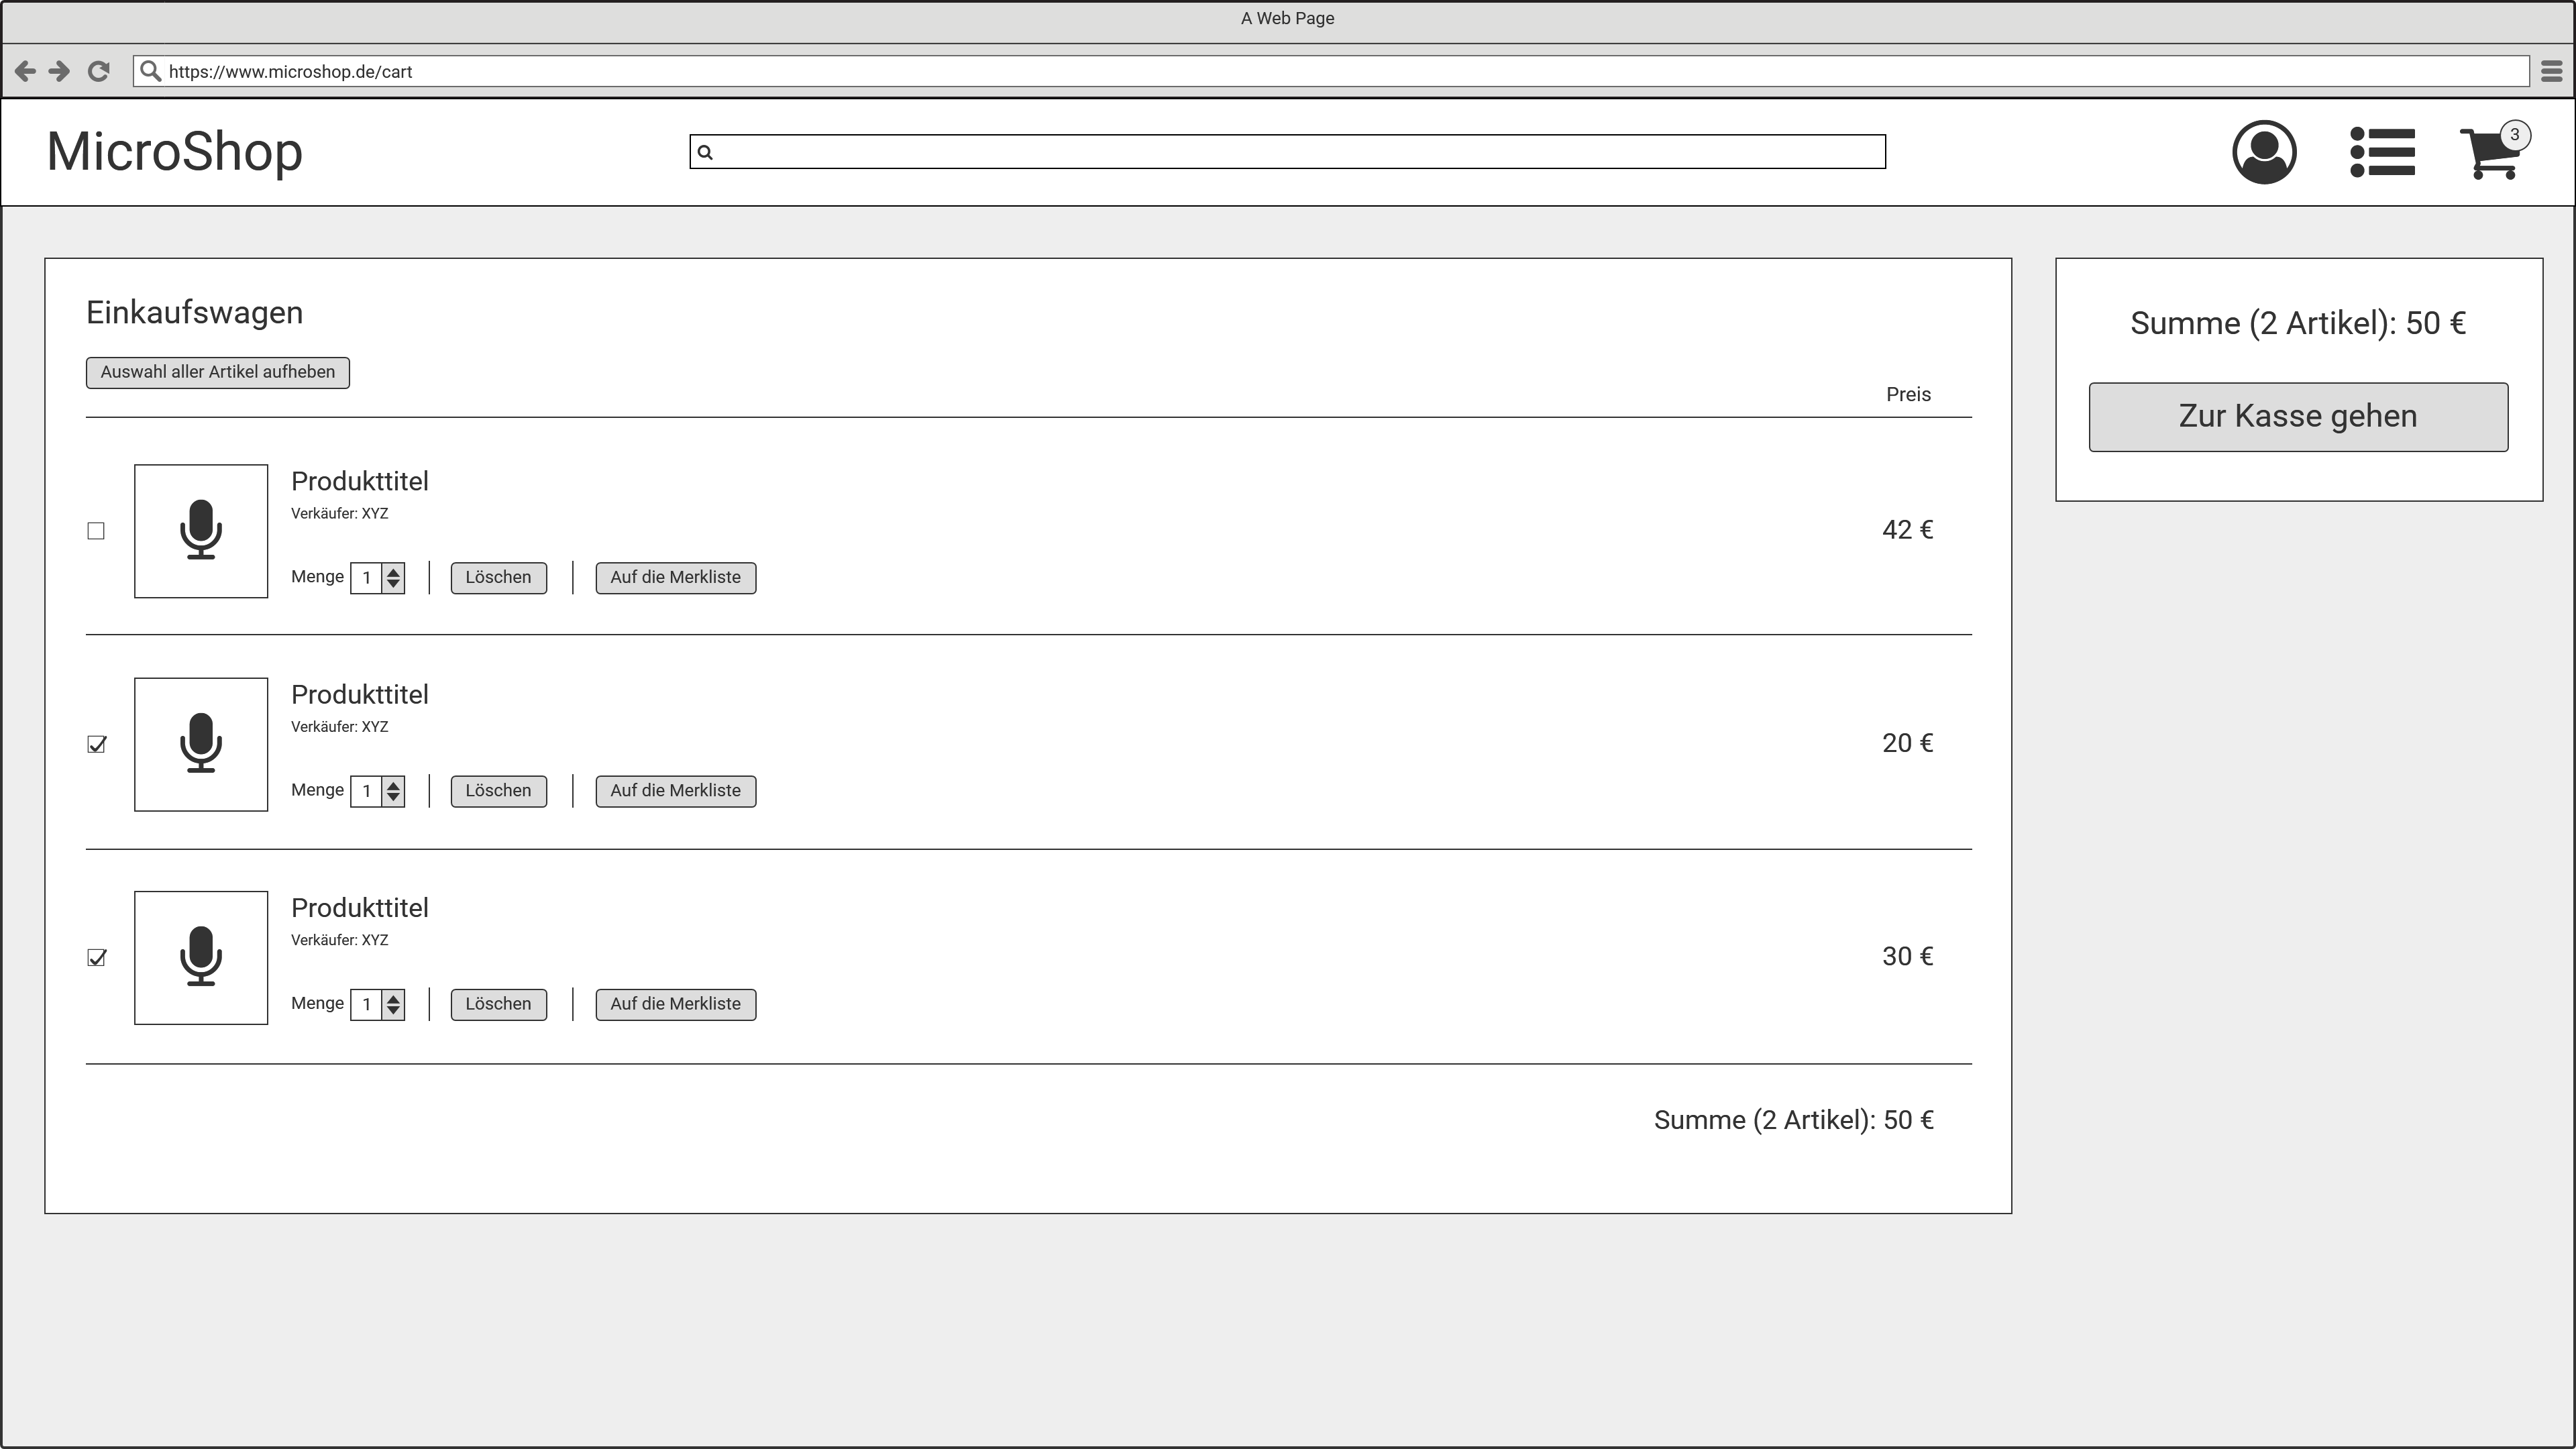 A Web Page
https://www.microshop.de/cart
MicroShop
3
Einkaufswagen
Auswahl aller Artikel aufheben
Preis
Produkttitel
Verkäufer: XYZ
42 €
Menge 1 Löschen Auf die Merkliste
Produkttitel
Verkäufer: XYZ
20 €
Menge 1 Löschen Auf die Merkliste
Produkttitel
Verkäufer: XYZ
30 €
Menge 1 Löschen Auf die Merkliste
Summe (2 Artikel): 50 €
Summe (2 Artikel): 50 €
Zur Kasse gehen